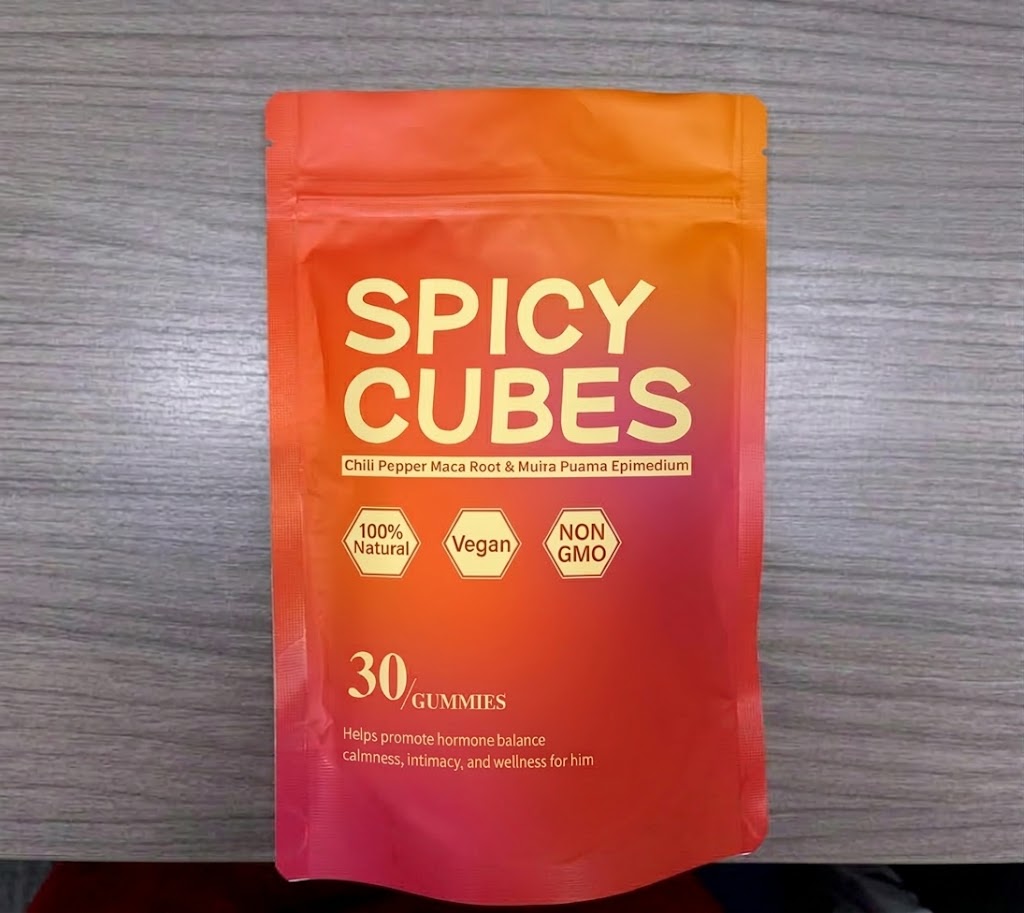 SPICY
CUBES
Chili Pepper Maca Root & Muira Puama Epimedium
100%
Natural
Vegan
NON
GMO
30/GUMMIES
Helps promote hormone balance
calmness, intimacy, and wellness for him